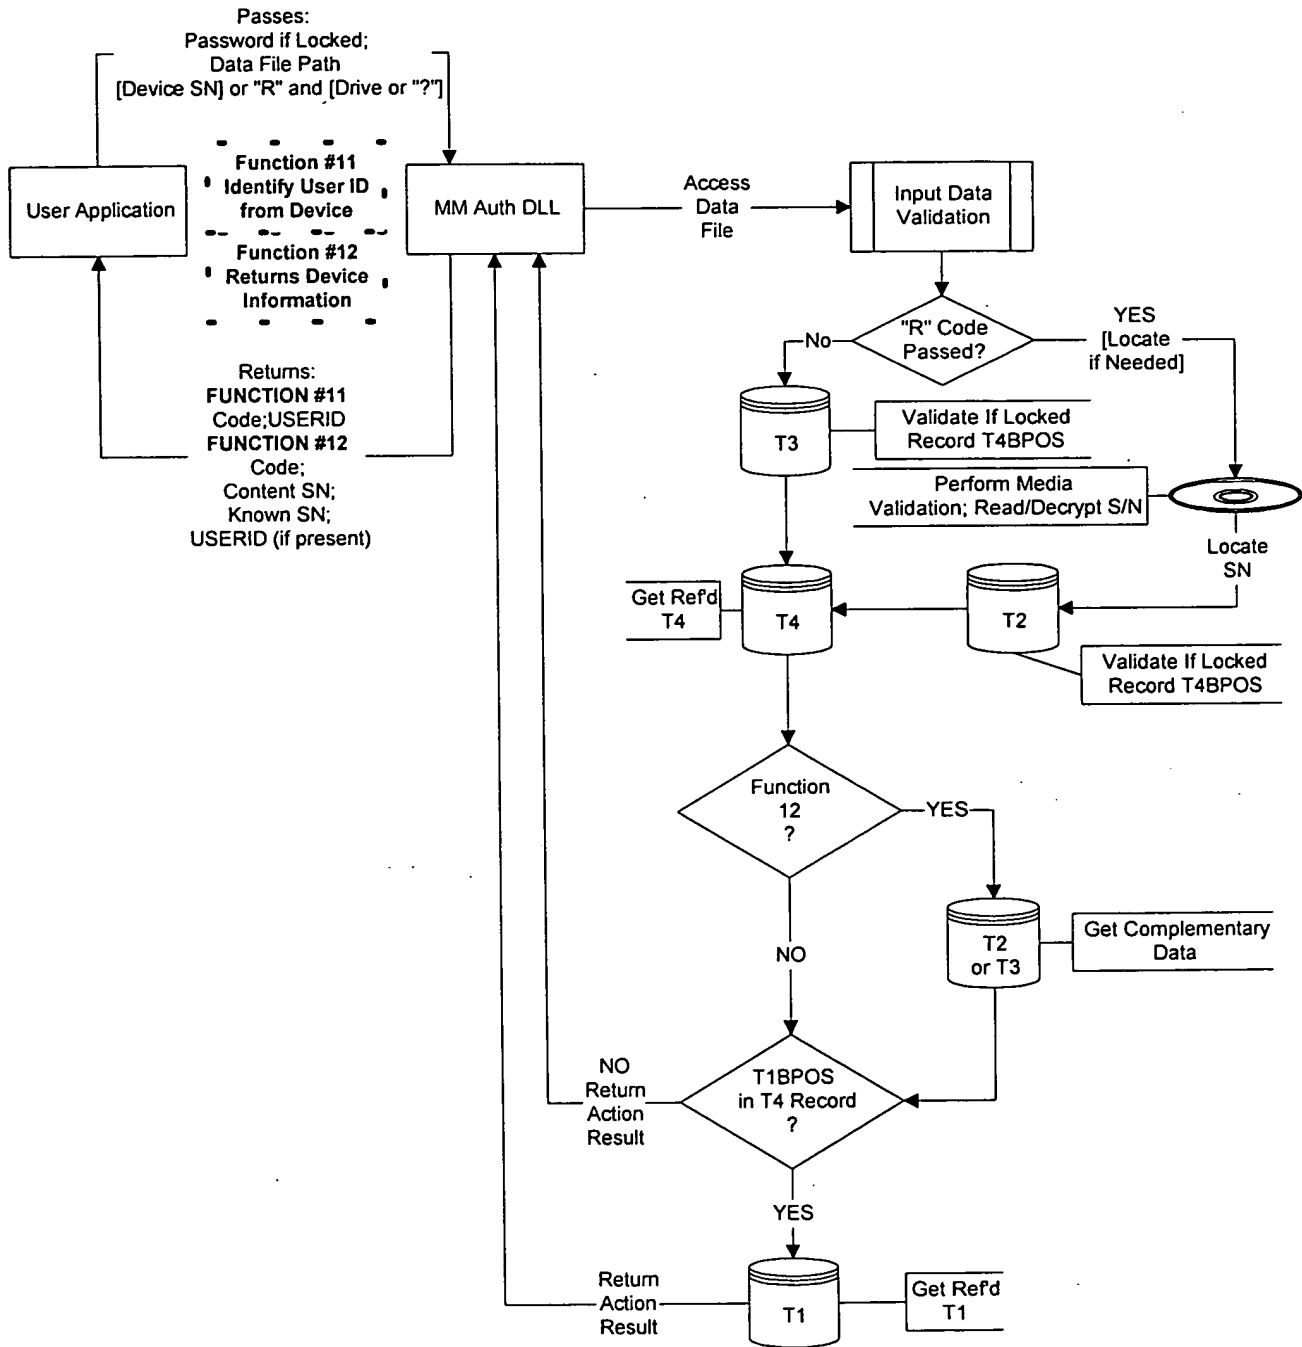 Passes:
Password if Locked;
Data File Path
[Device SN] or "R" and [Drive or "?"]
User Application
Function #11
Identify User ID
from Device
Function #12
Returns Device
Information
MM Auth DLL
Access
Data
File
Input Data
Validation
"R" Code
Passed?
No
YES
[Locate
if Needed]
Returns:
FUNCTION #11
Code;USERID
FUNCTION #12
Code;
Content SN;
Known SN;
USERID (if present)
T3
Validate If Locked
Record T4BPOS
Perform Media
Validation; Read/Decrypt S/N
Locate
SN
Get Ref'd
T4
T4
T2
Validate If Locked
Record T4BPOS
Function
12
?
YES
NO
T2
or T3
Get Complementary
Data
T1BPOS
in T4 Record
?
NO
Return
Action
Result
YES
Return
Action
Result
T1
Get Ref'd
T1